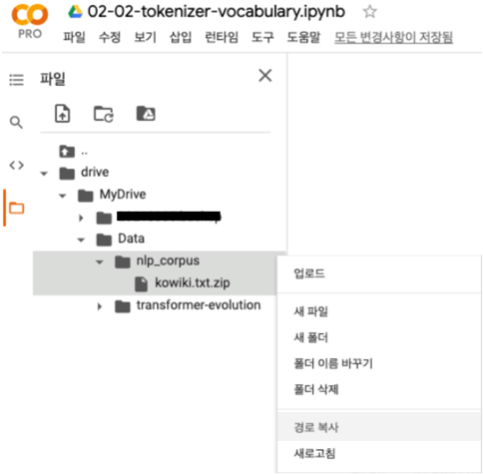 CO
PRO
02-02-tokenizer-vocabulary.ipynb
파일 수정 보기 삽입 런타임 도구 도움말 모든 변경사항이 저장됨
파일
..
drive
MyDrive
Data
nlp_corpus
kowiki.txt.zip
transformer-evolution
업로드
새 파일
새 폴더
폴더 이름 바꾸기
폴더 삭제
경로 복사
새로고침